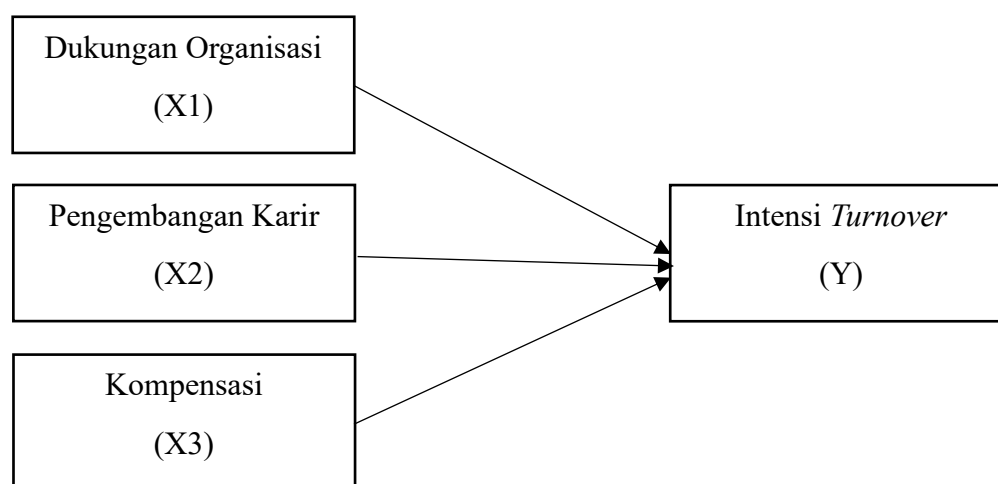 Dukungan Organisasi
(X1)
Pengembangan Karir
(X2)
Kompensasi
(X3)
Intensi Turnover
(Y)